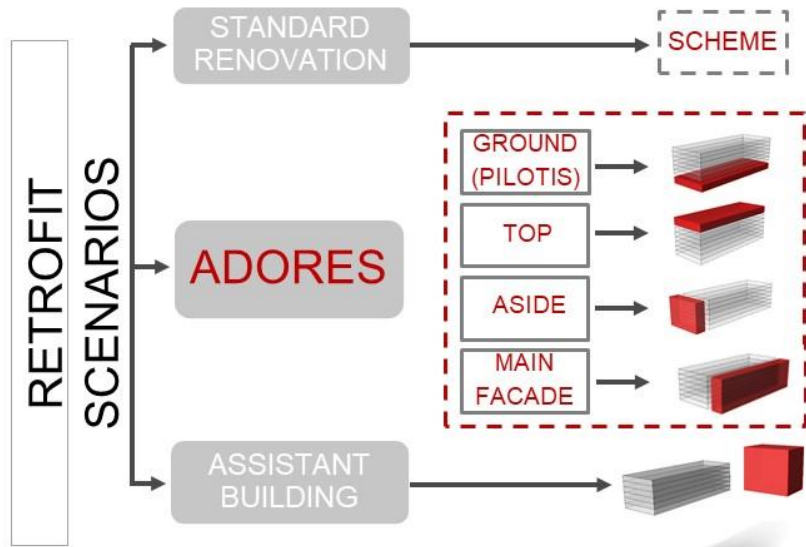 RETROFIT
SCENARIOS
STANDARD
RENOVATION
SCHEME
ADORES
GROUND
(PILOTIS)
TOP
ASIDE
MAIN
FACADE
ASSISTANT
BUILDING